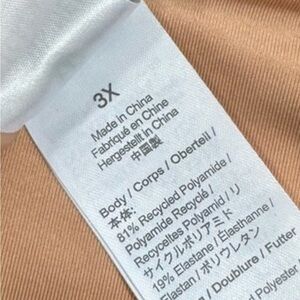 3X
Made in China
Fabriqué en Chine
Hergestellt in China
中国製
Body / Corps / Oberteil /
本体:
81% Recycled Polyamide /
Polyamide Recyclé /
Recyceltes Polyamid / リ
サイクルポリアミド
19% Elastane / Elasthanne /
Elastan / ポリウレタン
/ Doublure / Futter
Polyester